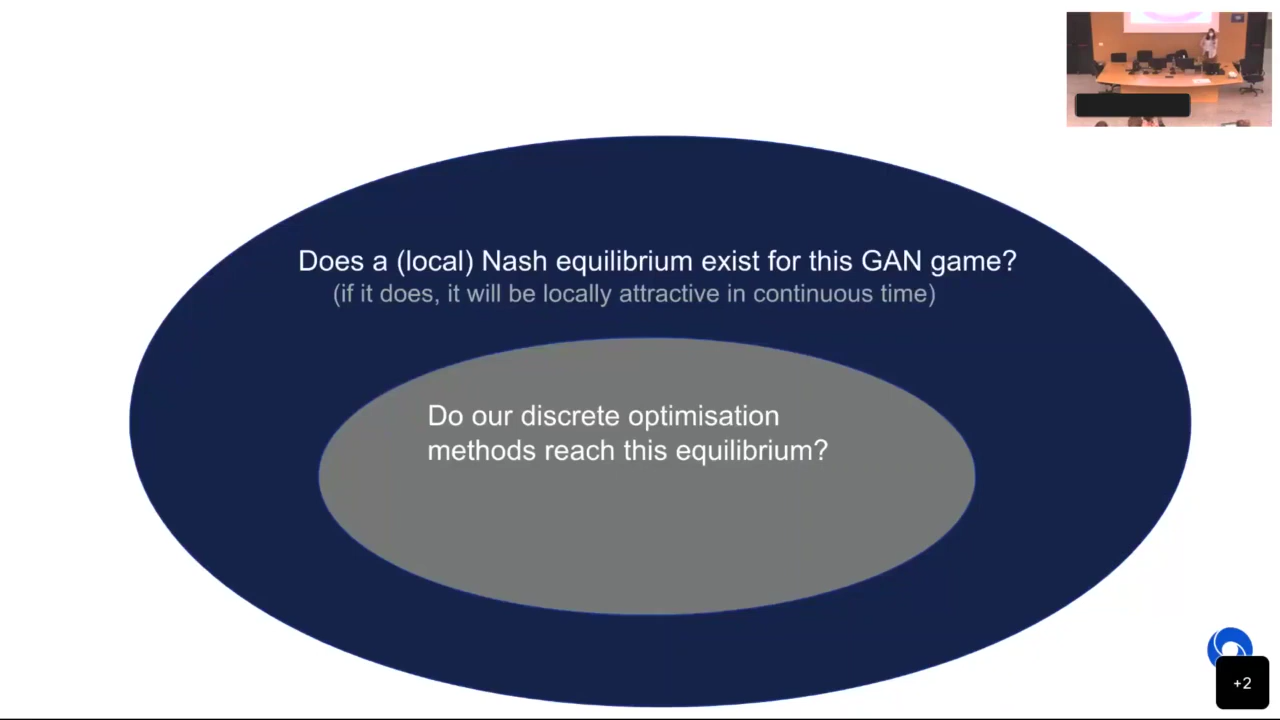 Does a (local) Nash equilibrium exist for this GAN game?
(if it does, it will be locally attractive in continuous time)
Do our discrete optimisation
methods reach this equilibrium?
+2